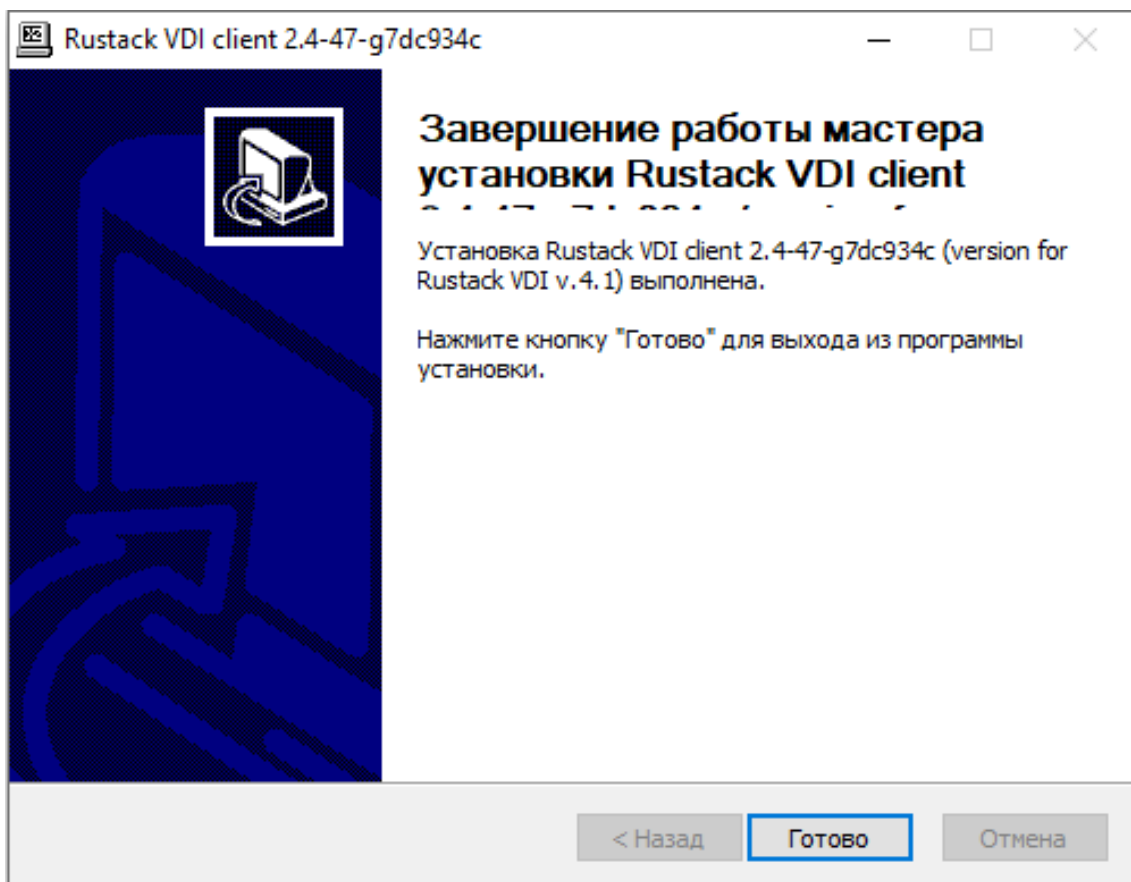 Rustack VDI client 2.4-47-g7dc934c
Завершение работы мастера
установки Rustack VDI client
Установка Rustack VDI client 2.4-47-g7dc934c (version for
Rustack VDI v.4.1) выполнена.
Нажмите кнопку "Готово" для выхода из программы
установки.
< Назад
Готово
Отмена